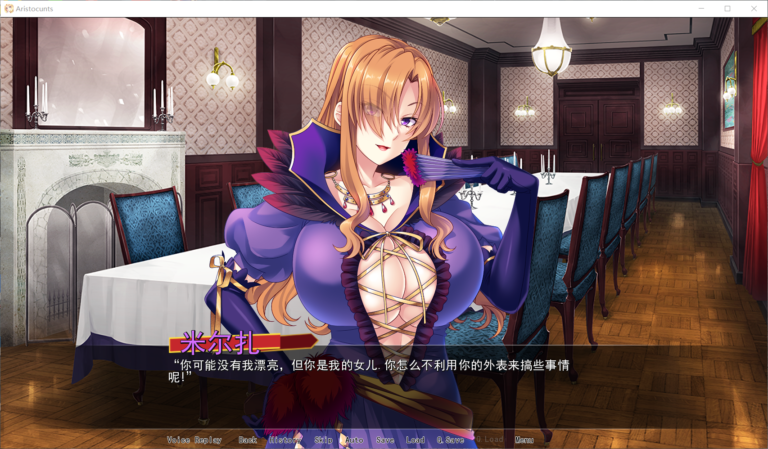 Aristocunts
米尔扎
“你可能没有我漂亮，但你是我的女儿.你怎么不利用你的外表来搞些事情
呢!”
Voice Replay Back History Skip Auto Save Load Q.Save Q.Load Menu